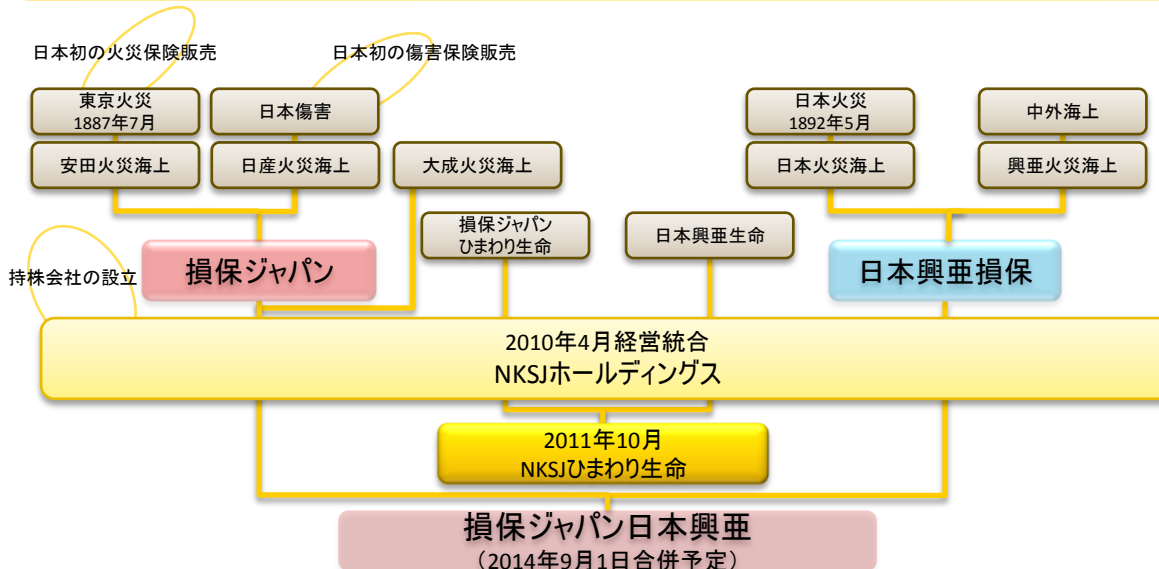 日本初の火災保険販売
日本初の傷害保険販売
東京火災
1887年7月
日本傷害
日本火災
1892年5月
中外海上
安田火災海上
日産火災海上
大成火災海上
日本火災海上
興亜火災海上
損保ジャパン
ひまわり生命
日本興亜生命
持株会社の設立
損保ジャパン
日本興亜損保
2010年4月経営統合
NKSJホールディングス
2011年10月
NKSJひまわり生命
損保ジャパン日本興亜
（2014年9月1日合併予定）